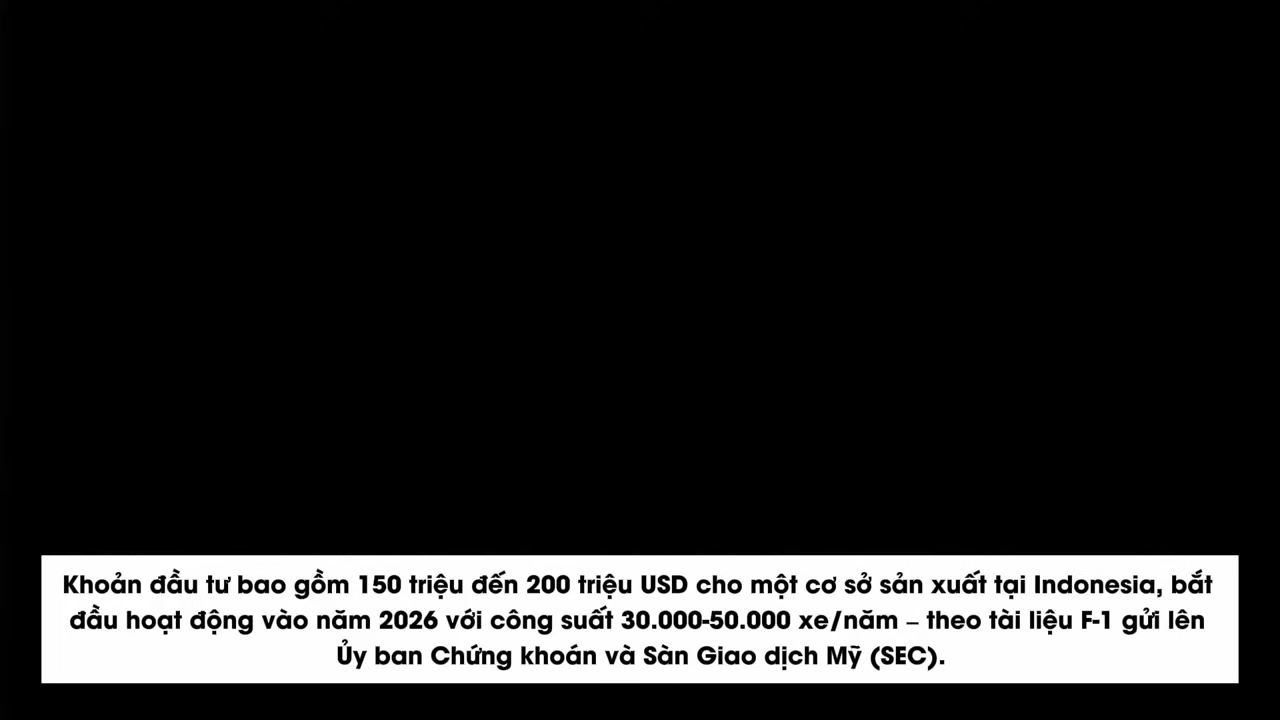 Khoản đầu tư bao gồm 150 triệu đến 200 triệu USD cho một cơ sở sản xuất tại Indonesia, bắt
đầu hoạt động vào năm 2026 với công suất 30.000-50.000 xe/năm – theo tài liệu F-1 gửi lên
Ủy ban Chứng khoán và Sàn Giao dịch Mỹ (SEC).